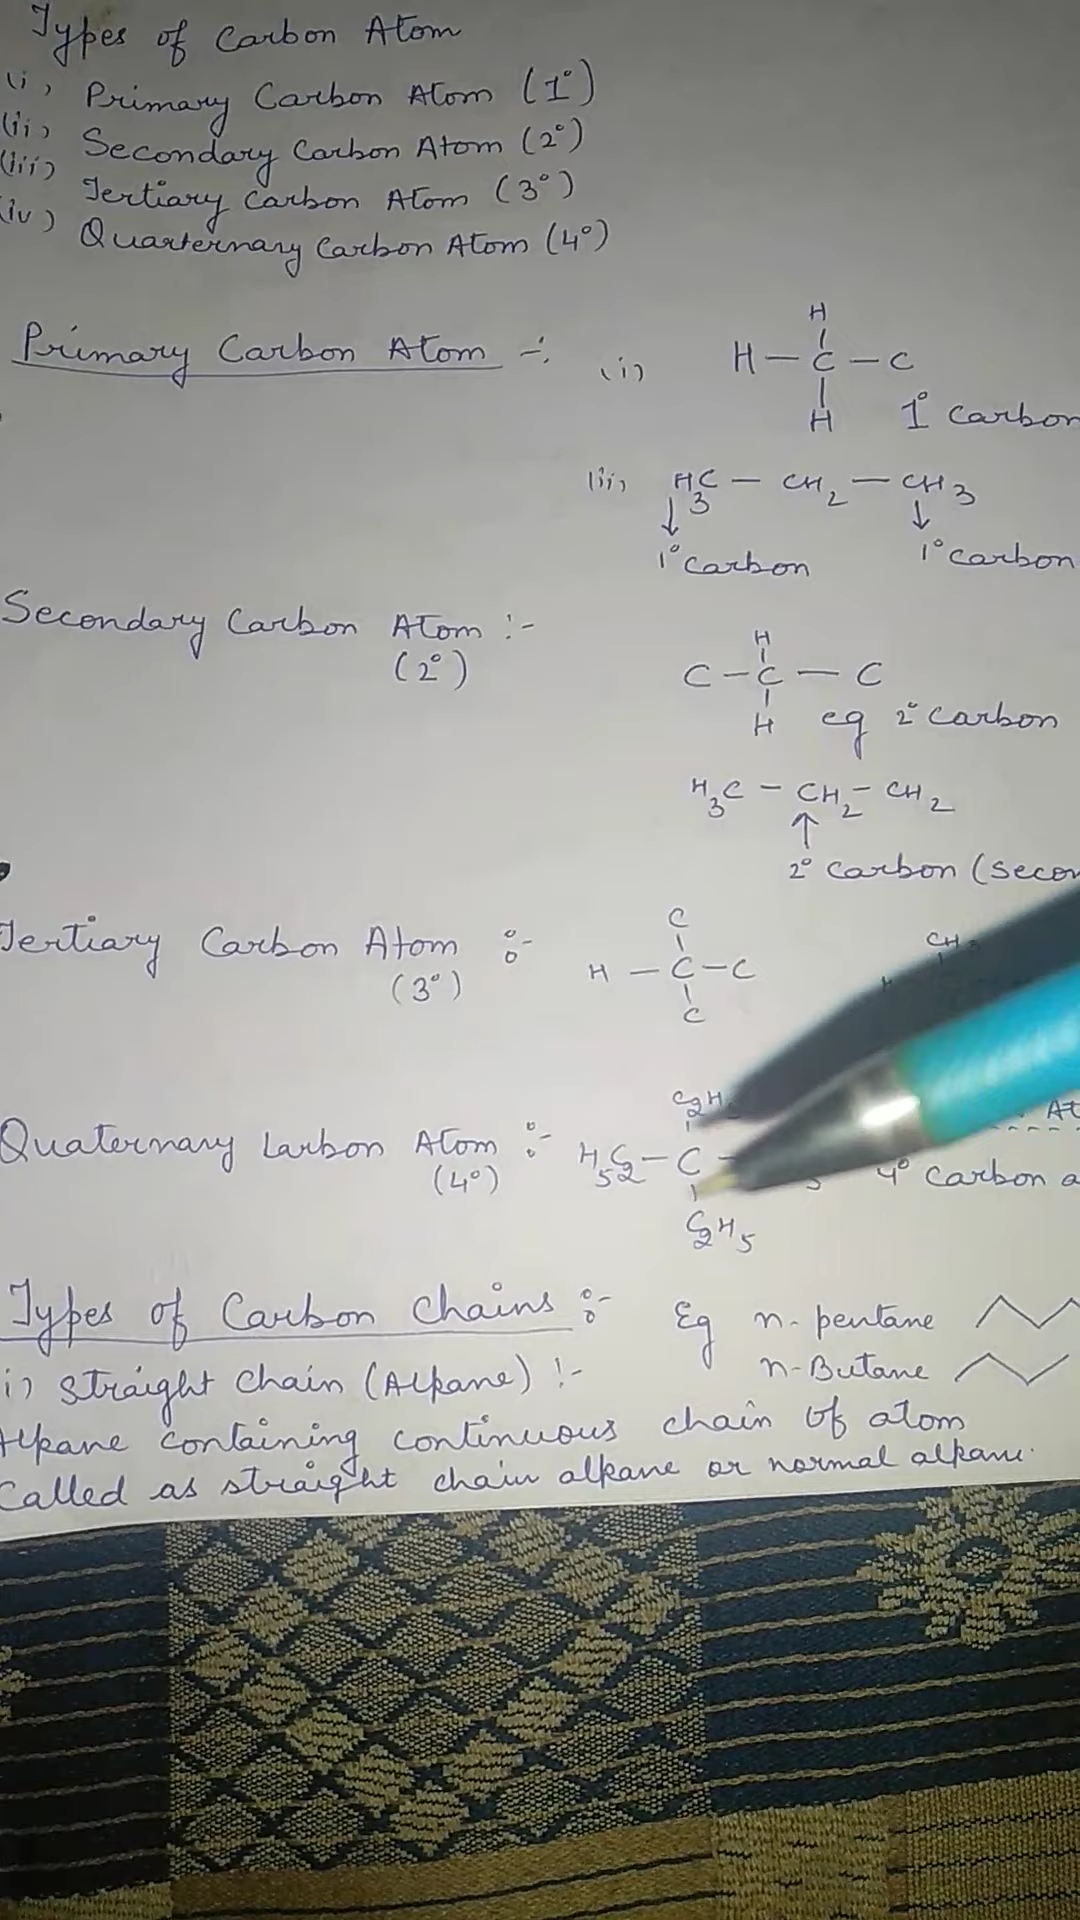 Types of Carbon Atom
(i) Primary Carbon Atom (1°)
(ii) Secondary Carbon Atom (2°)
(iii) Tertiary Carbon Atom (3°)
(iv) Quarternary Carbon Atom (4°)
Primary Carbon Atom :-
(i)
H
H — C — C
H
1° Carbon
(ii) H3C — CH2 — CH3
1° Carbon 1° Carbon
Secondary Carbon Atom :-
(2°)
H
C — C — C
H
eg 2° Carbon
H3C — CH2 — CH2
2° Carbon
Tertiary Carbon Atom :-
(3°)
C
H — C — C
C
CH
Quaternary Carbon Atom :-
(4°)
C2H
H5C2 — C —
5
C2H5
4° Carbon
Types of Carbon Chains :-
Eg n-pentane
n-Butane
i) Straight Chain (Alkane) :-
Alkane containing continuous chain of atom
Called as straight chain alkane or normal alkane.